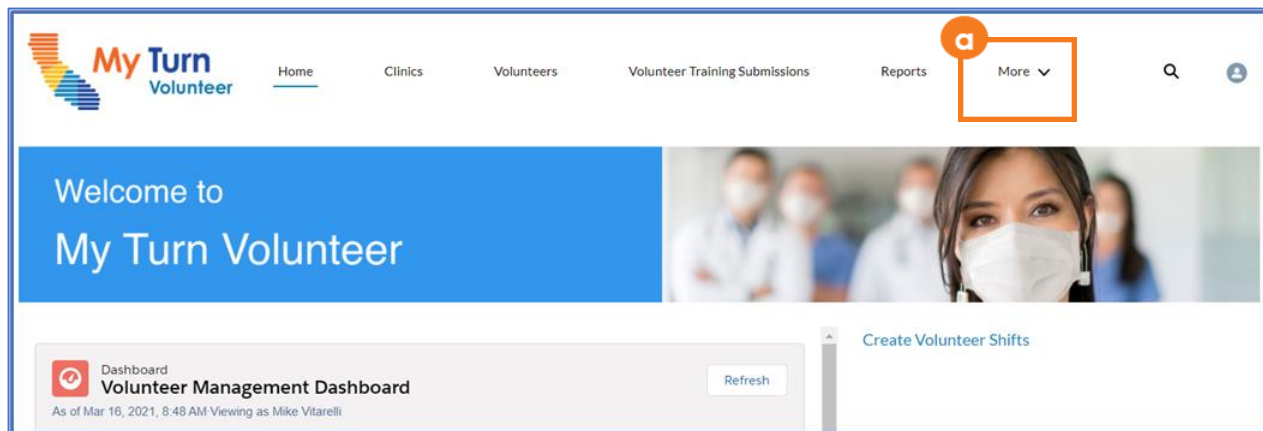 a
My Turn
Volunteer
Home Clinics Volunteers Volunteer Training Submissions Reports More
Welcome to
My Turn Volunteer
Create Volunteer Shifts
Dashboard
Volunteer Management Dashboard
Refresh
As of Mar 16, 2021, 8:48 AM·Viewing as Mike Vitarelli